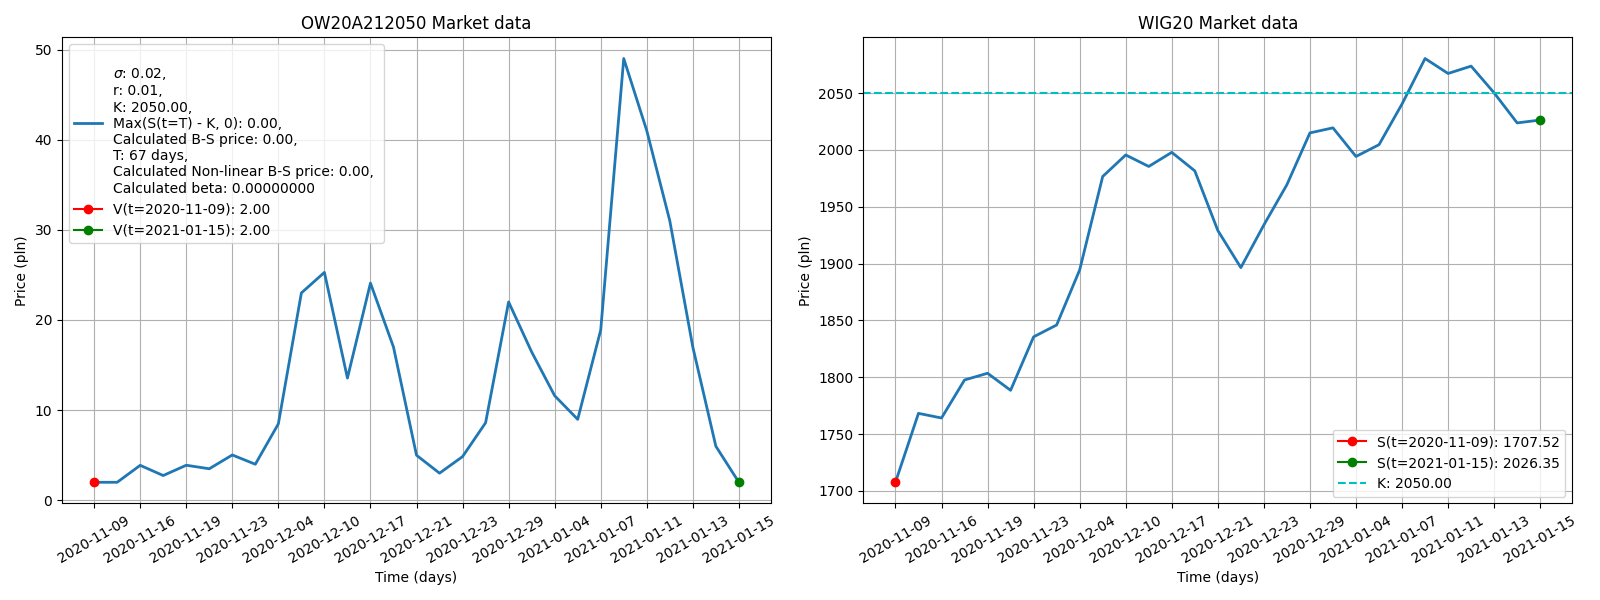 OW20A212050 Market data
50
40
30
20
10
0
Price (pln)
σ: 0.02,
r: 0.01,
K: 2050.00,
Max(S(t=T) - K, 0): 0.00,
Calculated B-S price: 0.00,
T: 67 days,
Calculated Non-linear B-S price: 0.00,
Calculated beta: 0.00000000
V(t=2020-11-09): 2.00
V(t=2021-01-15): 2.00
2020-11-09
2020-11-16
2020-11-19
2020-11-23
2020-12-04
2020-12-10
2020-12-17
2020-12-21
2020-12-23
2020-12-29
2021-01-04
2021-01-07
2021-01-11
2021-01-13
2021-01-15
Time (days)
WIG20 Market data
2050
2000
1950
1900
1850
1800
1750
1700
Price (pln)
S(t=2020-11-09): 1707.52
S(t=2021-01-15): 2026.35
K: 2050.00
2020-11-09
2020-11-16
2020-11-19
2020-11-23
2020-12-04
2020-12-10
2020-12-17
2020-12-21
2020-12-23
2020-12-29
2021-01-04
2021-01-07
2021-01-11
2021-01-13
2021-01-15
Time (days)